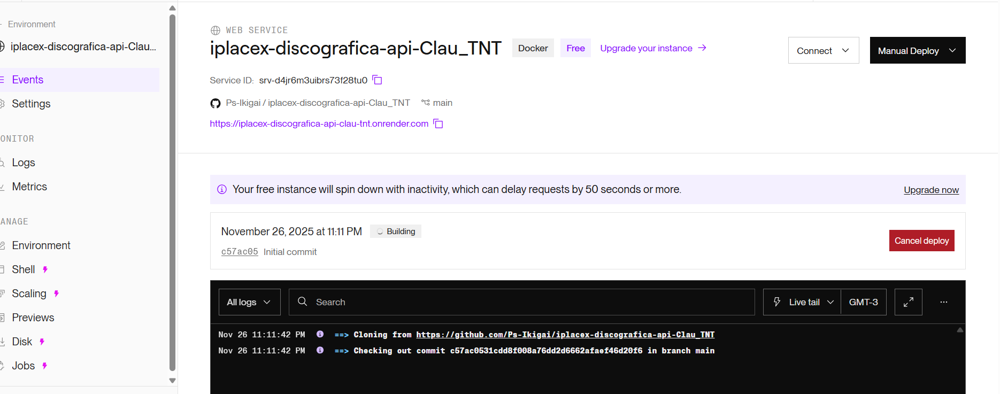 Environment
iplacex-discografica-api-Clau...
Events
Settings
ONITOR
Logs
Metrics
ANAGE
Environment
Shell
Scaling
Previews
Disk
Jobs
WEB SERVICE
iplacex-discografica-api-Clau_TNT Docker Free Upgrade your instance →
Connect Manual Deploy
Service ID: srv-d4jr6m3uibrs73f28tu0
Ps-Ikigai / iplacex-discografica-api-Clau_TNT main
https://iplacex-discografica-api-clau-tnt.onrender.com
Your free instance will spin down with inactivity, which can delay requests by 50 seconds or more. Upgrade now
November 26, 2025 at 11:11 PM Building
c57ac05 Initial commit
Cancel deploy
All logs Search Live tail GMT-3 ...
Nov 26 11:11:42 PM ==> Cloning from https://github.com/Ps-Ikigai/iplacex-discografica-api-Clau_TNT
Nov 26 11:11:42 PM ==> Checking out commit c57ac0531cdd8f008a76dd2d6662afaef46d20f6 in branch main